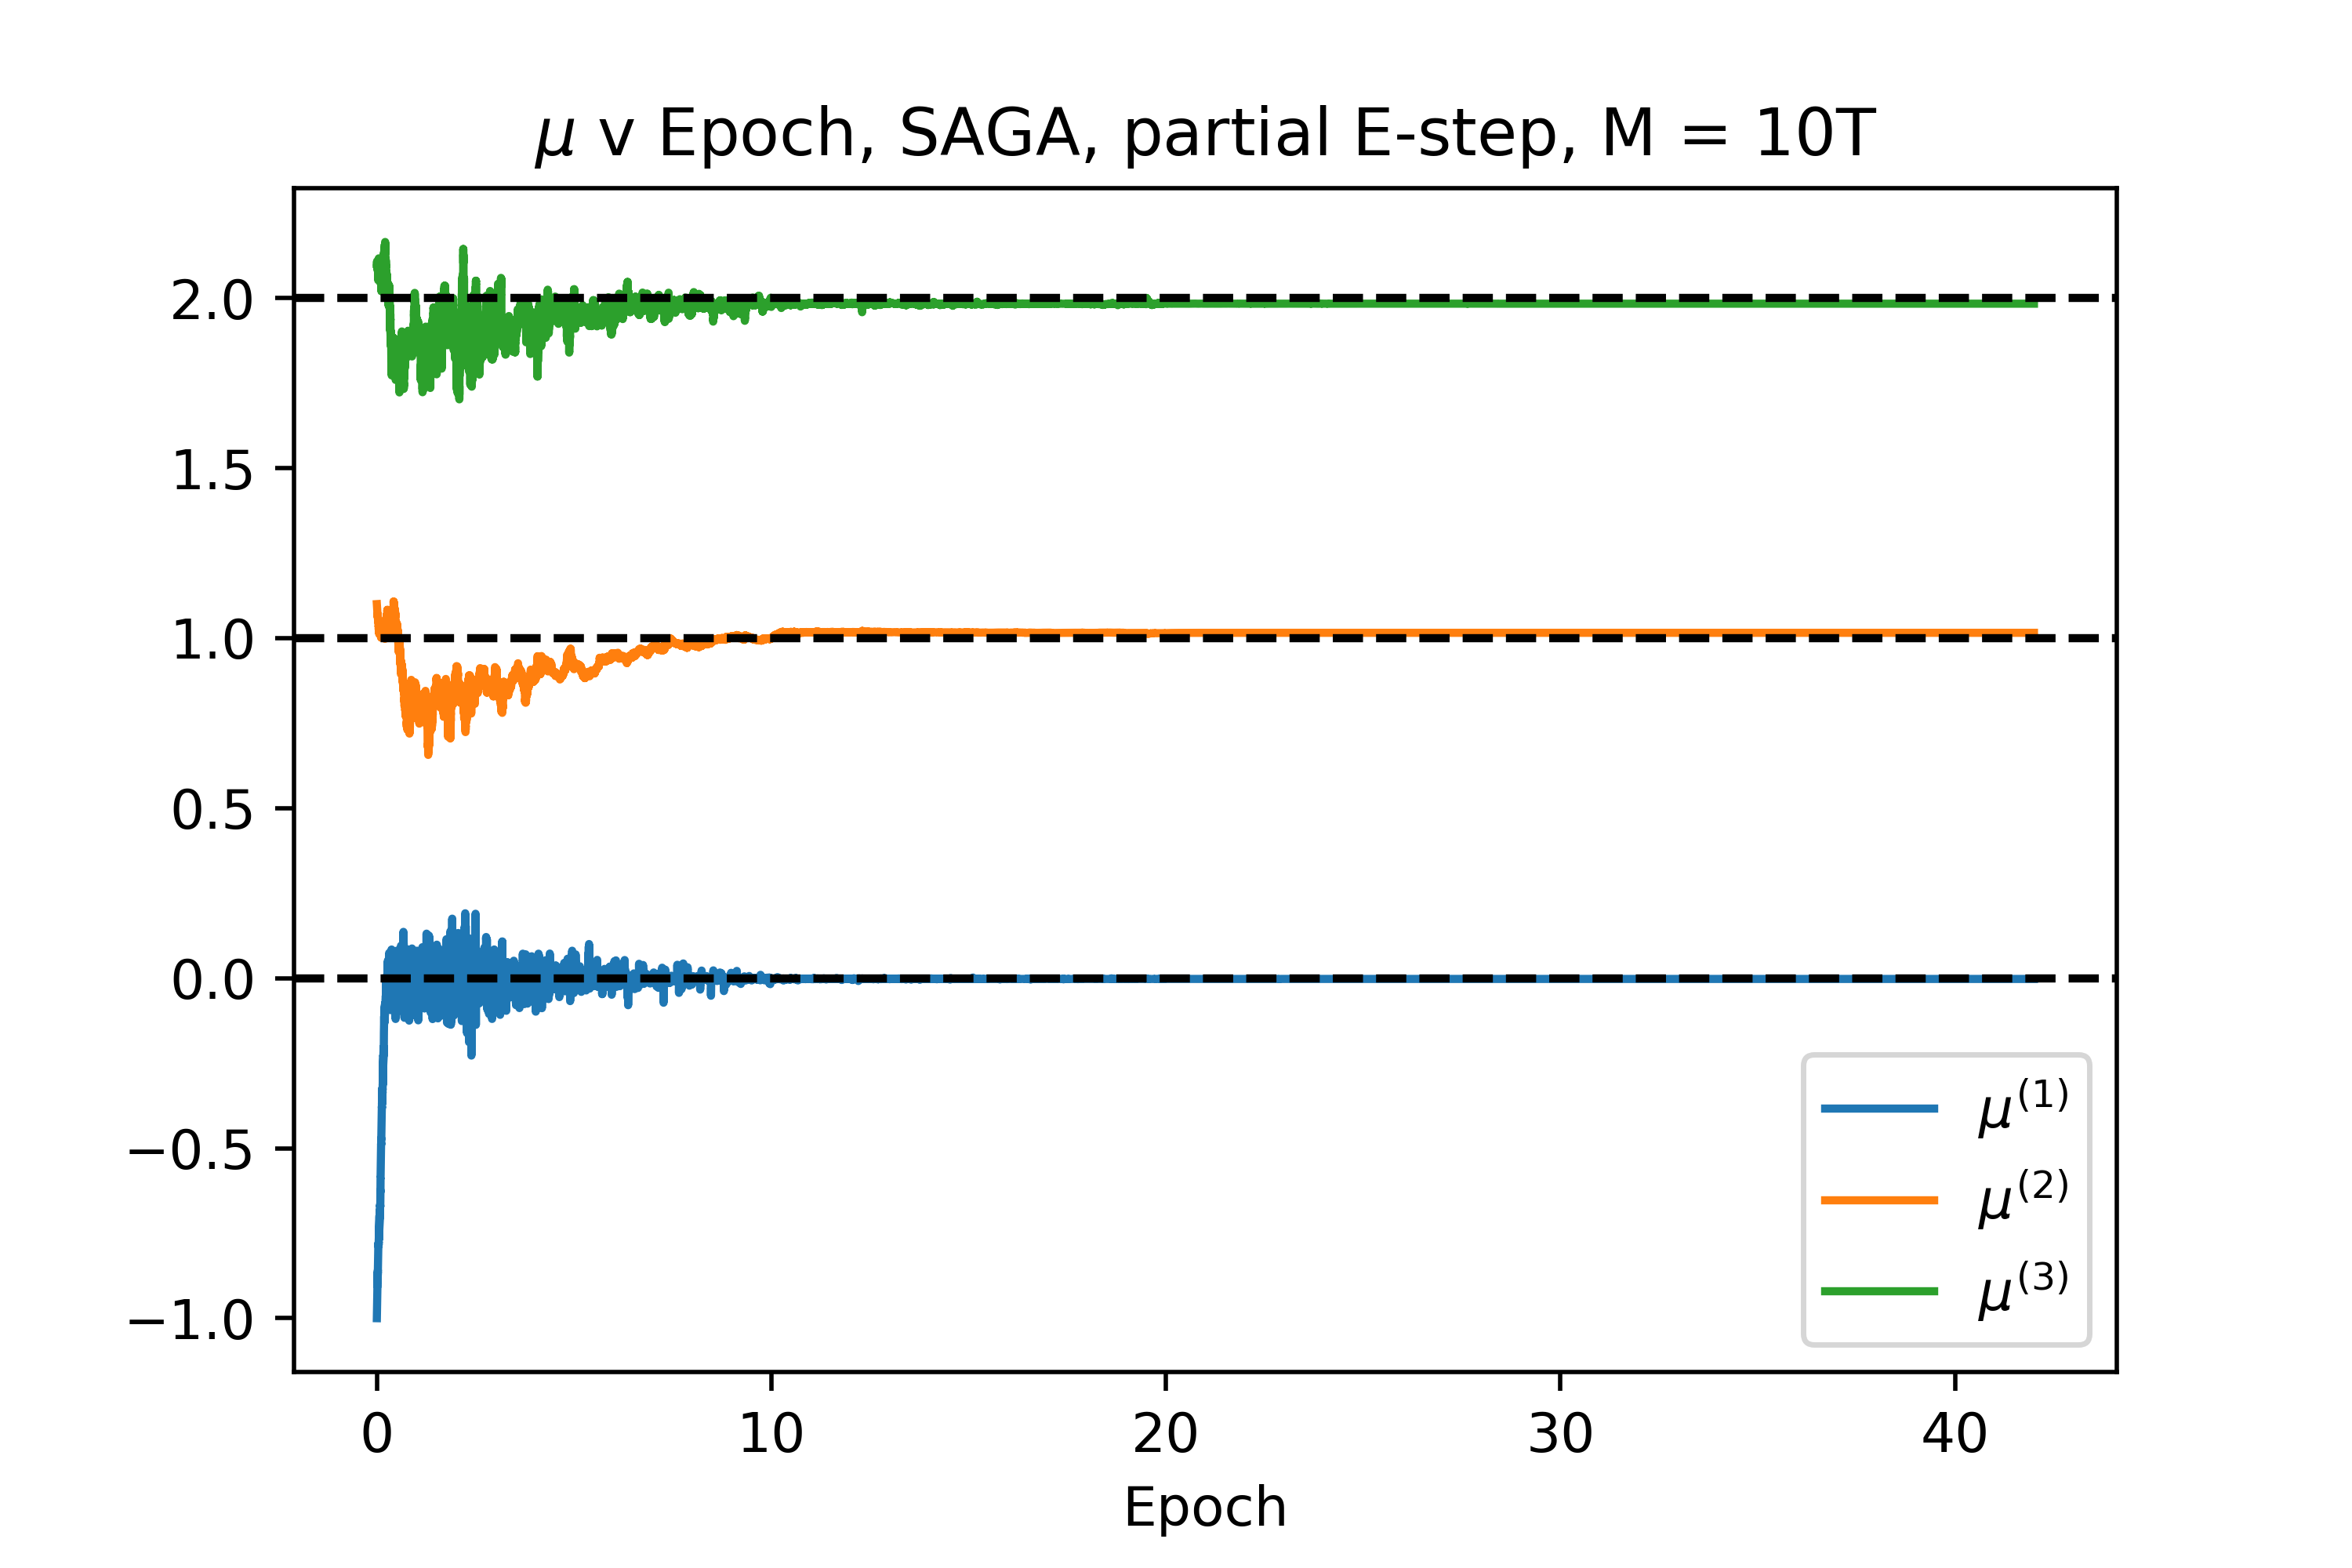 μ v Epoch, SAGA, partial E-step, M = 10T
2.0
1.5
1.0
0.5
0.0
−0.5
−1.0
μ⁽¹⁾
μ⁽²⁾
μ⁽³⁾
0 10 20 30 40
Epoch